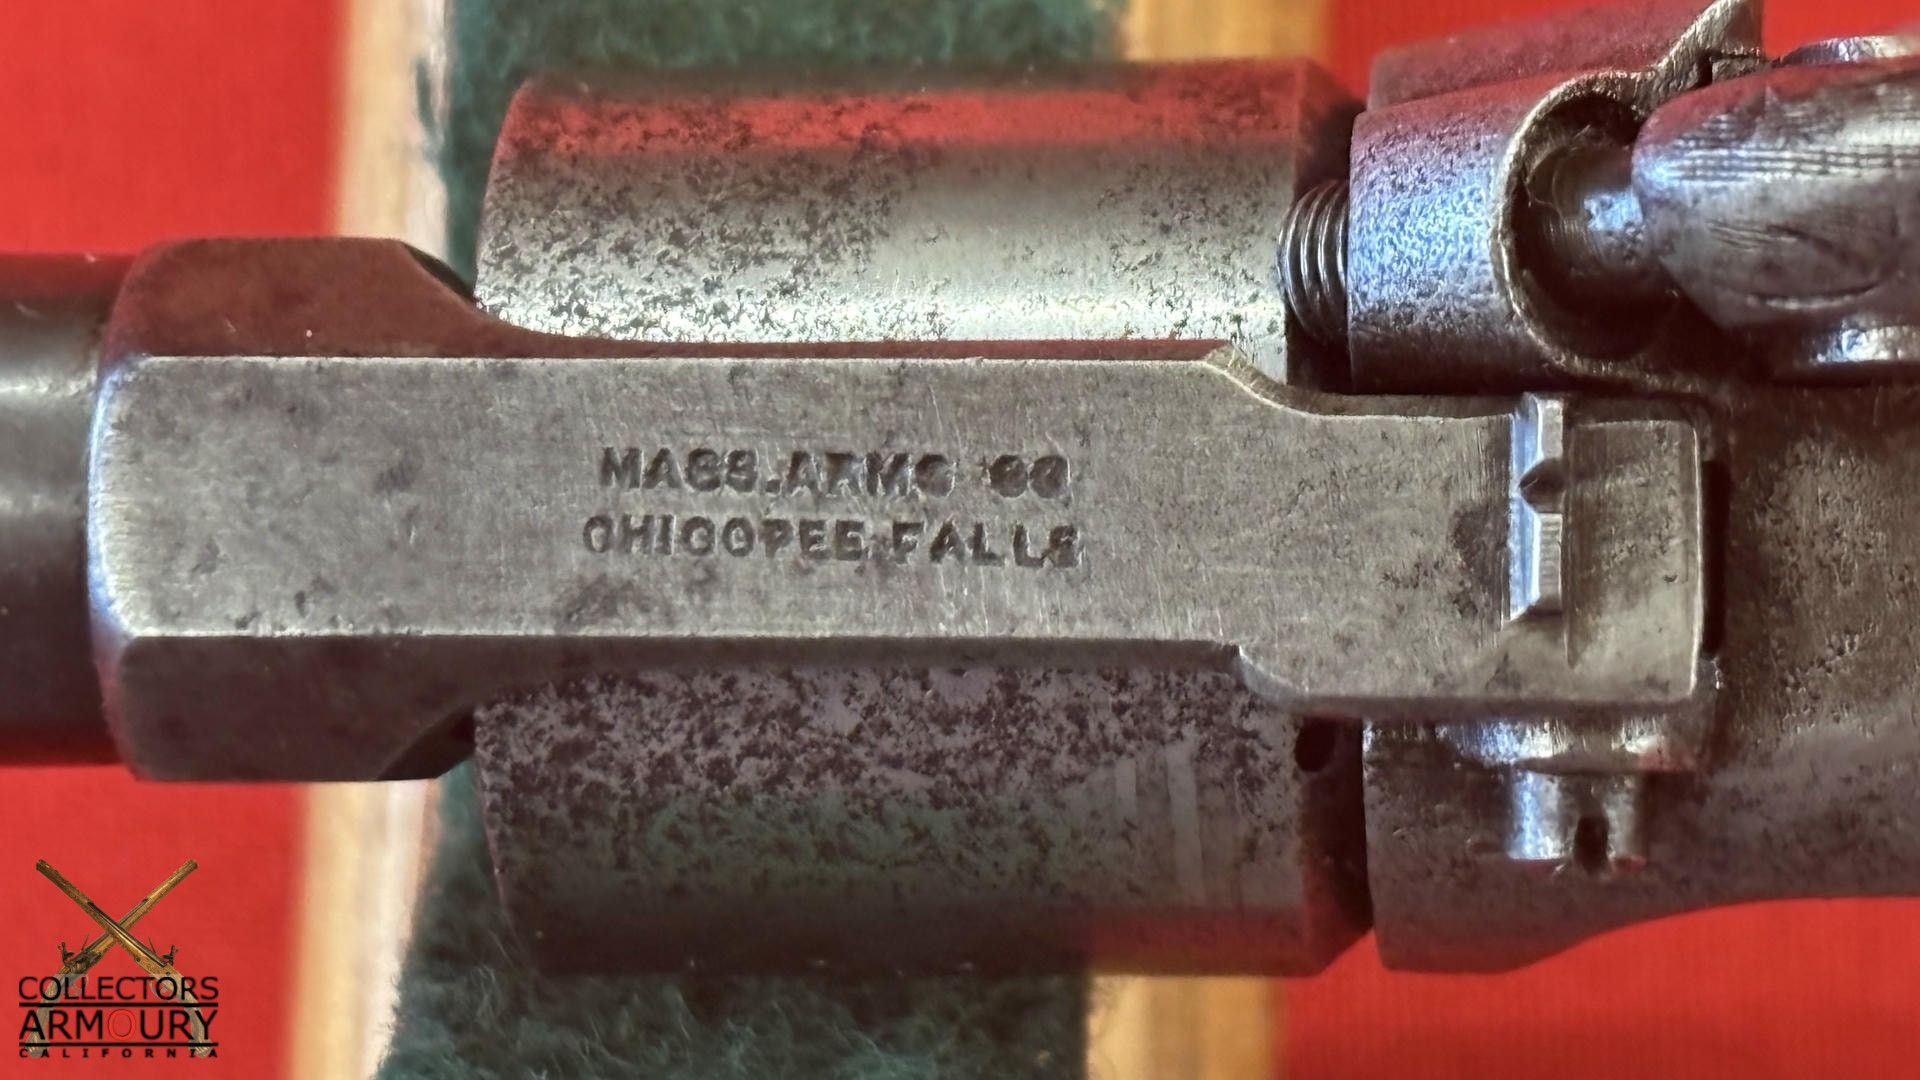 MASS. ARMS CO
CHICOPEE FALLS
COLLECTORS
ARMOURY
CALIFORNIA